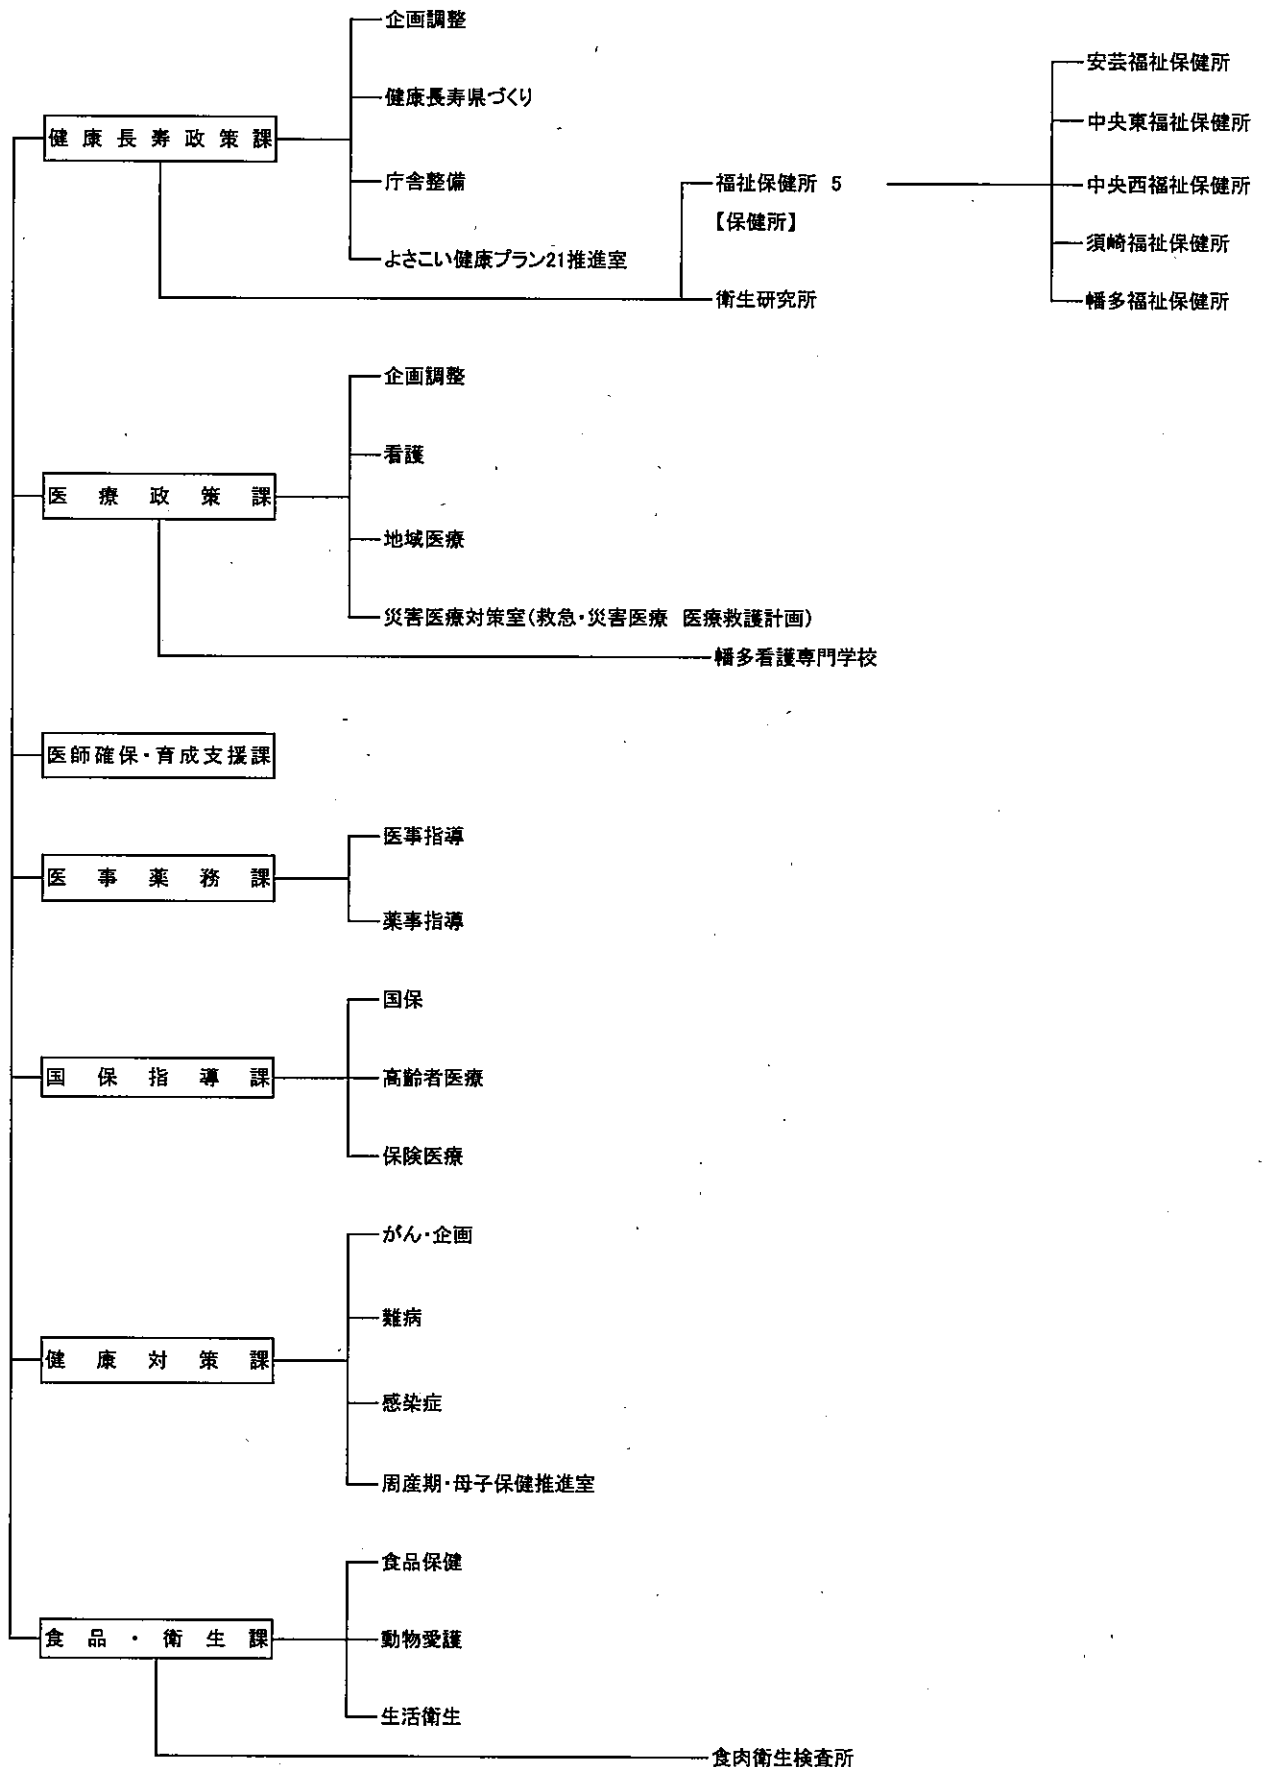 健康長寿政策課
企画調整
健康長寿県づくり
庁舎整備
よさこい健康プラン21推進室
福祉保健所 5
【保健所】
衛生研究所
安芸福祉保健所
中央東福祉保健所
中央西福祉保健所
須崎福祉保健所
幡多福祉保健所
医療政策課
企画調整
看護
地域医療
災害医療対策室(救急・災害医療 医療救護計画)
幡多看護専門学校
医師確保・育成支援課
医事薬務課
医事指導
薬事指導
国保指導課
国保
高齢者医療
保険医療
健康対策課
がん・企画
難病
感染症
周産期・母子保健推進室
食品・衛生課
食品保健
動物愛護
生活衛生
食肉衛生検査所